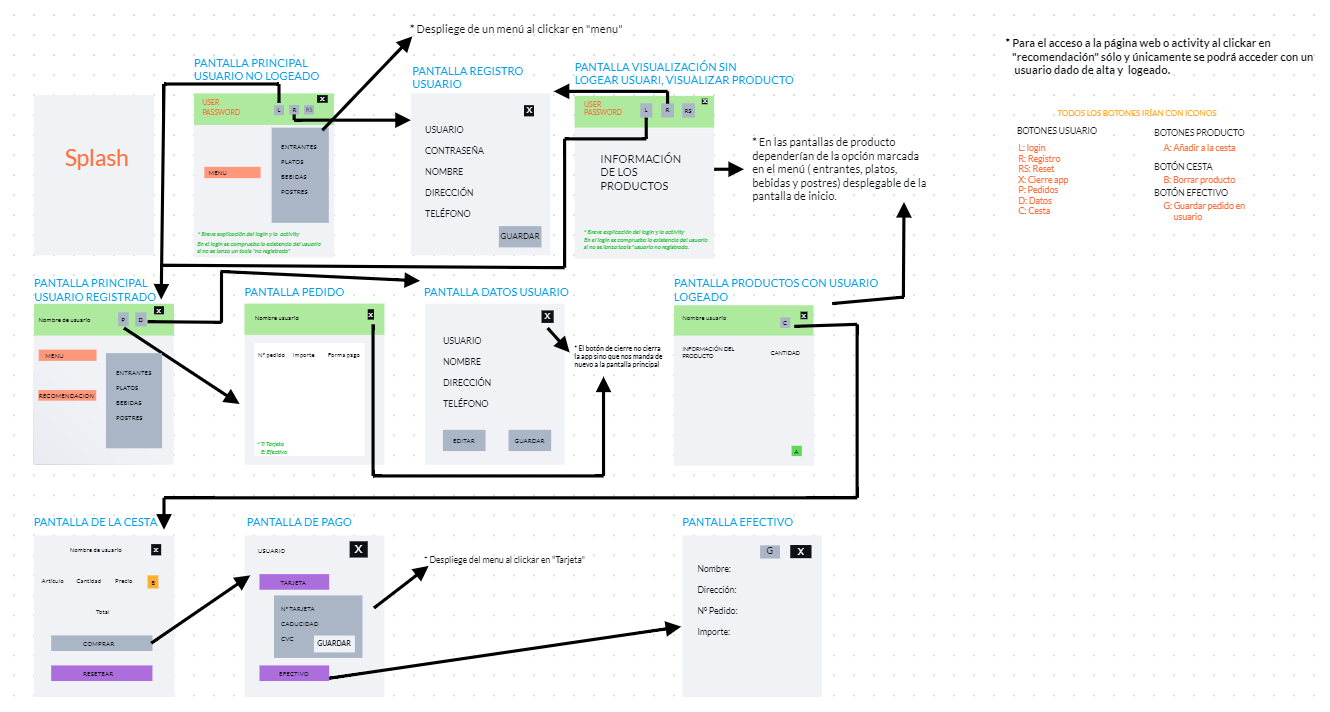 * Despliege de un menú al clickar en "menu"
* Para el acceso a la página web o activity al clickar en
"recomendación" sólo y únicamente se podrá acceder con un
usuario dado de alta y logeado.
TODOS LOS BOTONES IRÍAN CON ICONOS
BOTONES USUARIO
L: login
R: Registro
RS: Reset
X: Cierre app
P: Pedidos
D: Datos
C: Cesta
BOTONES PRODUCTO
A: Añadir a la cesta
BOTÓN CESTA
B: Borrar producto
BOTÓN EFECTIVO
G: Guardar pedido en
usuario
Splash
PANTALLA PRINCIPAL
USUARIO NO LOGEADO
USER
PASSWORD
L
R
RS
X
MENU
ENTRANTES
PLATOS
BEBIDAS
POSTRES
* Breve explicación del login y la activity
En el login se comprueba la existencia del usuario
si no se lanza un tosta "no registrado"
PANTALLA REGISTRO
USUARIO
X
USUARIO
CONTRASEÑA
NOMBRE
DIRECCIÓN
TELÉFONO
GUARDAR
PANTALLA VISUALIZACIÓN SIN
LOGEAR USUARI, VISUALIZAR PRODUCTO
USER
PASSWORD
L
R
RS
X
INFORMACIÓN
DE LOS
PRODUCTOS
* Breve explicación del login y la activity
En el login se comprueba la existencia del usuario
si no se lanza tosta "usuario no registrado.
* En las pantallas de producto
dependerían de la opción marcada
en el menú ( entrantes, platos,
bebidas y postres) desplegable de la
pantalla de inicio.
PANTALLA PRINCIPAL
USUARIO REGISTRADO
Nombre de usuario
P
D
X
MENU
RECOMENDACION
ENTRANTES
PLATOS
BEBIDAS
POSTRES
PANTALLA PEDIDO
Nombre usuario
X
Nº pedido Importe Forma pago
* T: Tarjeta
E: Efectivo
PANTALLA DATOS USUARIO
X
USUARIO
NOMBRE
DIRECCIÓN
TELÉFONO
EDITAR
GUARDAR
* El botón de cierre no cierra
la app sino que nos manda de
nuevo a la pantalla principal
PANTALLA PRODUCTOS CON USUARIO
LOGEADO
Nombre usuario
C
X
INFORMACIÓN DEL
PRODUCTO
CANTIDAD
A
PANTALLA DE LA CESTA
Nombre de usuario
X
Artículo Cantidad Precio
B
Total
COMPRAR
RESETEAR
PANTALLA DE PAGO
USUARIO
X
TARJETA
Nº TARJETA
CADUCIDAD
CVC
GUARDAR
EFECTIVO
* Despliege del menu al clickar en "Tarjeta"
PANTALLA EFECTIVO
G
X
Nombre:
Dirección:
Nº Pedido:
Importe: